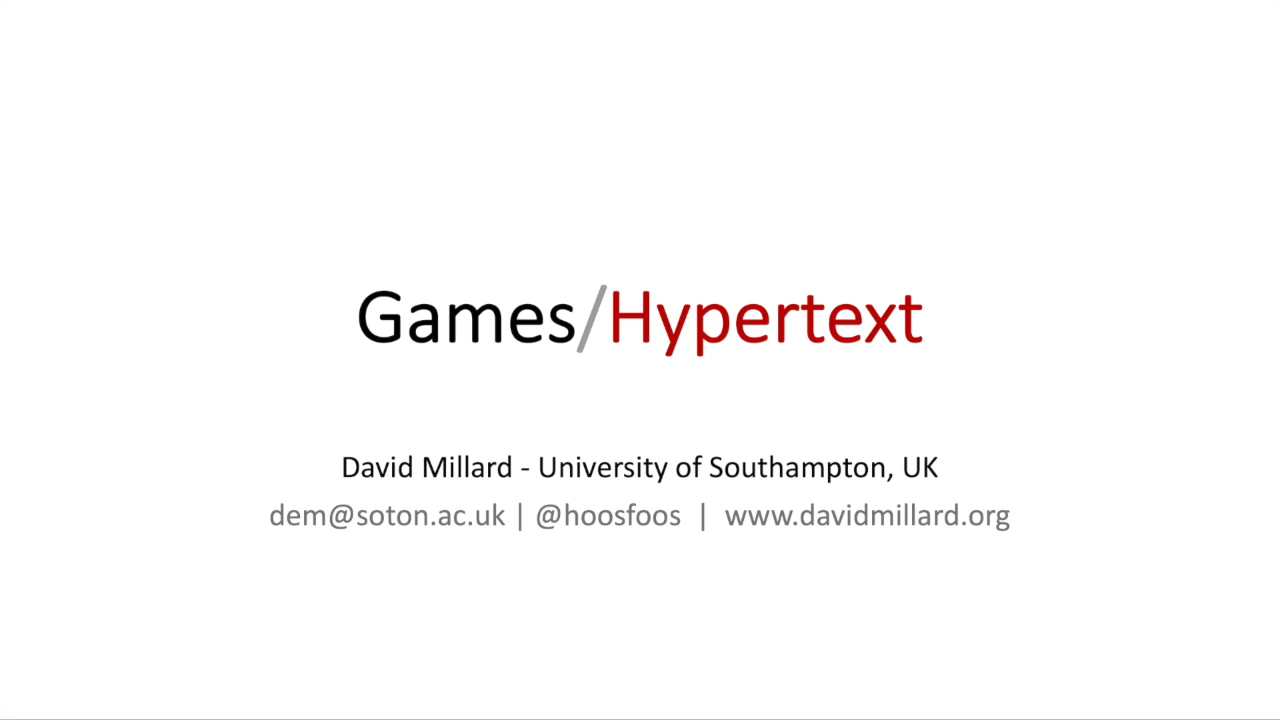 Games/Hypertext
David Millard - University of Southampton, UK
dem@soton.ac.uk | @hoosfoos | www.davidmillard.org